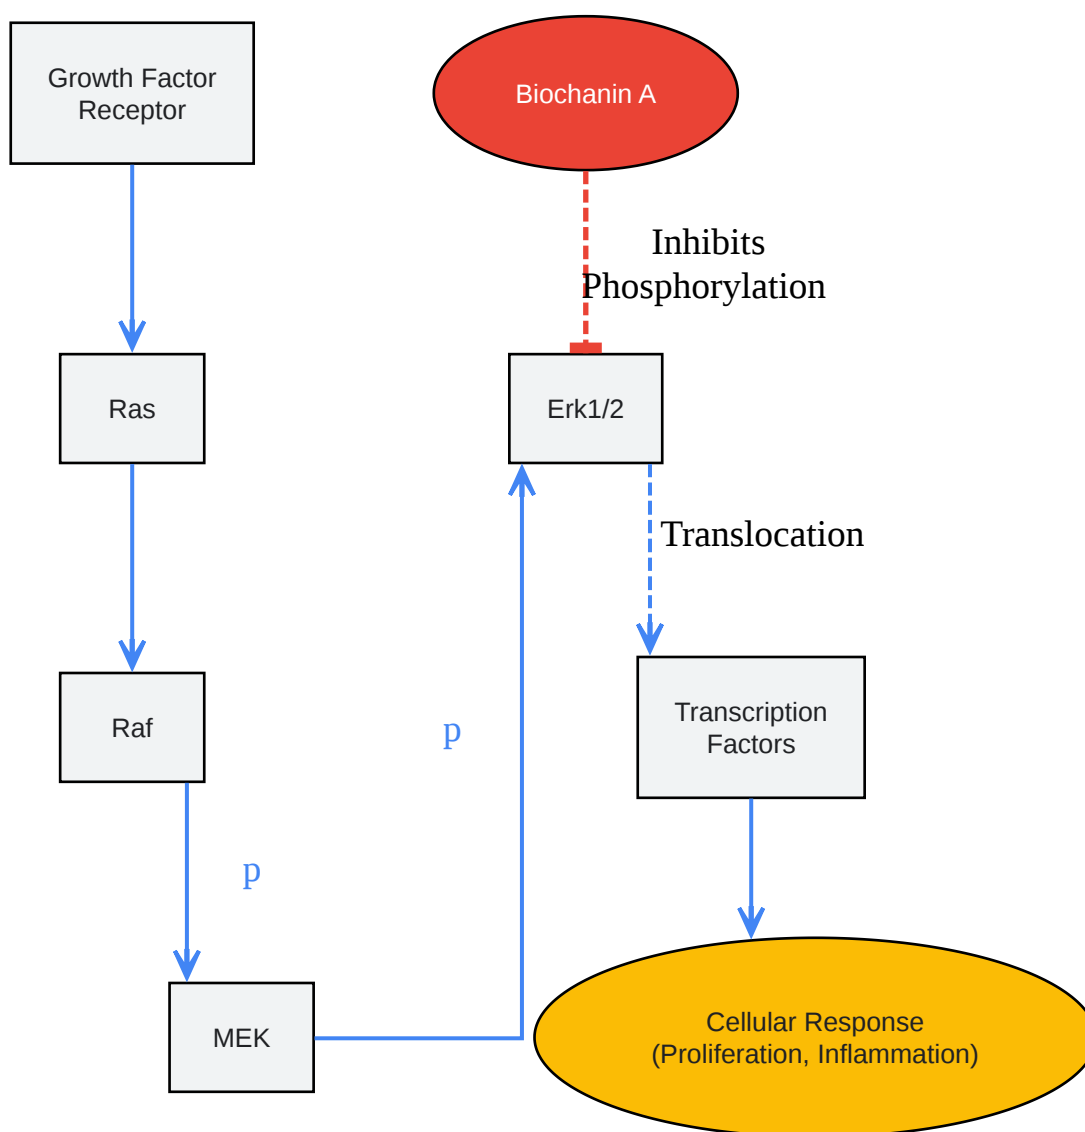 Growth Factor
Receptor
Biochanin A
Inhibits
Phosphorylation
Ras
Erk1/2
Translocation
Raf
p
Transcription
Factors
p
MEK
Cellular Response
(Proliferation, Inflammation)